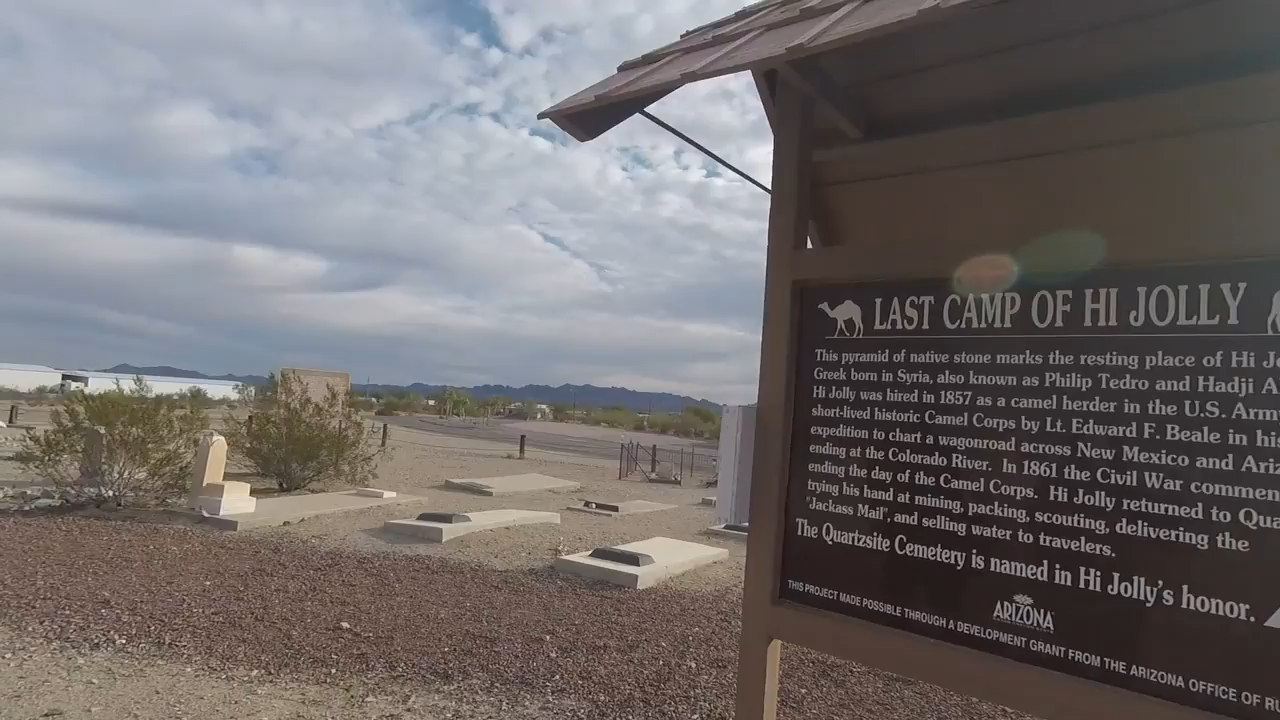 LAST CAMP OF HI JOLLY
This pyramid of native stone marks the resting place of Hi
Greek born in Syria, also known as Philip Tedro and Hadji
Hi Jolly was hired in 1857 as a camel herder in the U.S.
short-lived historic Camel Corps by Lt. Edward F. Beale in
expedition to chart a wagonroad across New Mexico and
ending at the Colorado River. In 1861 the Civil War
ending the day of the Camel Corps. Hi Jolly returned to
trying his hand at mining, packing, scouting, delivering the
"Jackass Mail", and selling water to travelers.
The Quartzsite Cemetery is named in Hi Jolly's honor.
ARIZONA
THIS PROJECT MADE POSSIBLE THROUGH A DEVELOPMENT GRANT FROM THE ARIZONA OFFICE OF